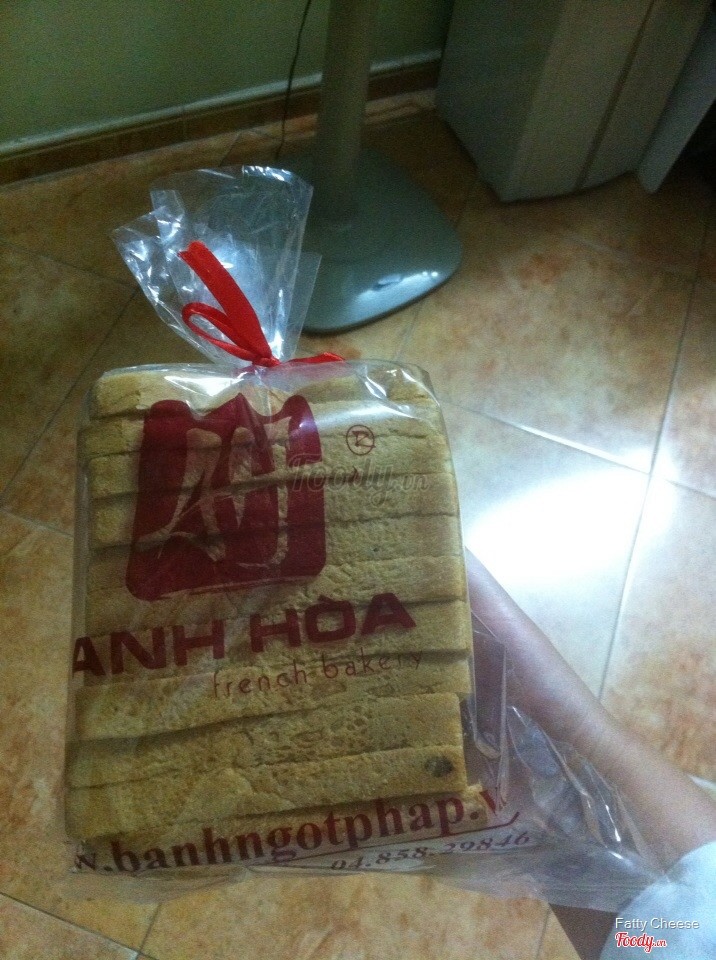 R
Foody.vn
ANH HÒA
french bakery
w.banhngotphap.v
04.858.29846
Fatty Cheese
Foody.vn